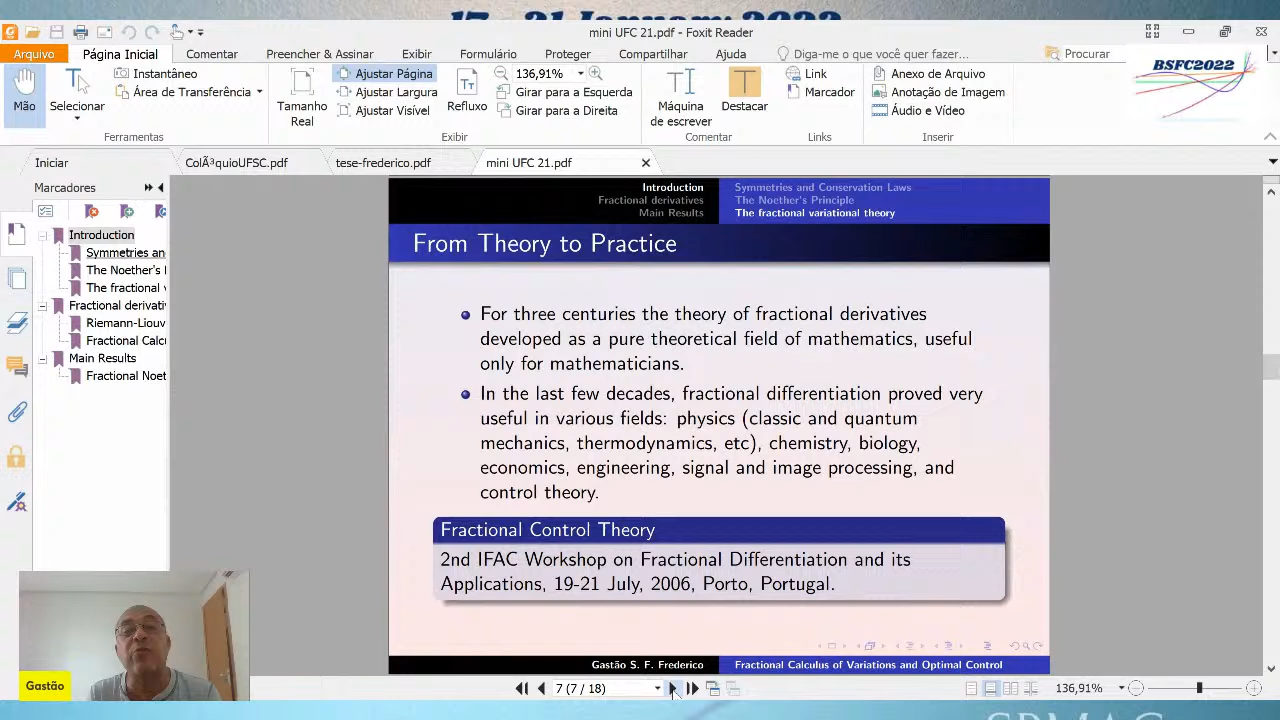 17 - 21 January 2022
mini UFC 21.pdf - Foxit Reader
Arquivo
Página Inicial
Comentar
Preencher & Assinar
Exibir
Formulário
Proteger
Compartilhar
Ajuda
Diga-me o que você quer fazer...
Procurar
BSFC2022
Mão
Selecionar
Instantâneo
Área de Transferência
Ferramentas
Tamanho
Real
Ajustar Página
Ajustar Largura
Ajustar Visível
Refluxo
136,91%
Girar para a Esquerda
Girar para a Direita
Exibir
Máquina
de escrever
Destacar
Comentar
Link
Marcador
Links
Anexo de Arquivo
Anotação de Imagem
Áudio e Vídeo
Inserir
Iniciar
ColÃ³quioUFSC.pdf
tese-frederico.pdf
mini UFC 21.pdf
Marcadores
Introduction
Symmetries an
The Noether's
The fractional
Fractional derivati
Riemann-Liouv
Fractional Calc
Main Results
Fractional Noet
Introduction
Fractional derivatives
Main Results
Symmetries and Conservation Laws
The Noether's Principle
The fractional variational theory
From Theory to Practice
For three centuries the theory of fractional derivatives
developed as a pure theoretical field of mathematics, useful
only for mathematicians.
In the last few decades, fractional differentiation proved very
useful in various fields: physics (classic and quantum
mechanics, thermodynamics, etc), chemistry, biology,
economics, engineering, signal and image processing, and
control theory.
Fractional Control Theory
2nd IFAC Workshop on Fractional Differentiation and its
Applications, 19-21 July, 2006, Porto, Portugal.
Gastão S. F. Frederico
Fractional Calculus of Variations and Optimal Control
Gastão
7 (7 / 18)
136,91%